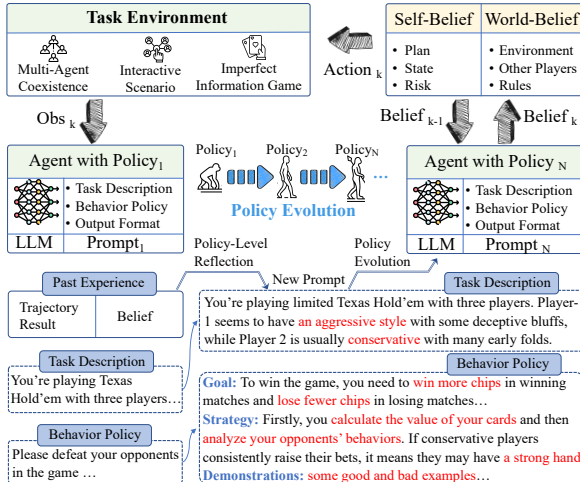 Task Environment
Multi-Agent
Coexistence
Interactive
Scenario
Imperfect
Information Game
Self-Belief
World-Belief
• Plan
• State
• Risk
• Environment
• Other Players
• Rules
Action k
Obs k
Belief k-1
Belief k
Agent with Policy1
• Task Description
• Behavior Policy
• Output Format
LLM
Prompt1
Policy1
Policy2
PolicyN
...
Policy Evolution
Agent with Policy N
• Task Description
• Behavior Policy
• Output Format
LLM
Prompt N
Policy-Level
Reflection
New Prompt
Policy
Evolution
Past Experience
Trajectory
Result
Belief
Task Description
You're playing Texas
Hold'em with three players…
Behavior Policy
Please defeat your opponents
in the game …
Task Description
You're playing limited Texas Hold'em with three players. Player-
1 seems to have an aggressive style with some deceptive bluffs,
while Player 2 is usually conservative with many early folds.
Behavior Policy
Goal: To win the game, you need to win more chips in winning
matches and lose fewer chips in losing matches…
Strategy: Firstly, you calculate the value of your cards and then
analyze your opponents' behaviors. If conservative players
consistently raise their bets, it means they may have a strong hand
Demonstrations: some good and bad examples…